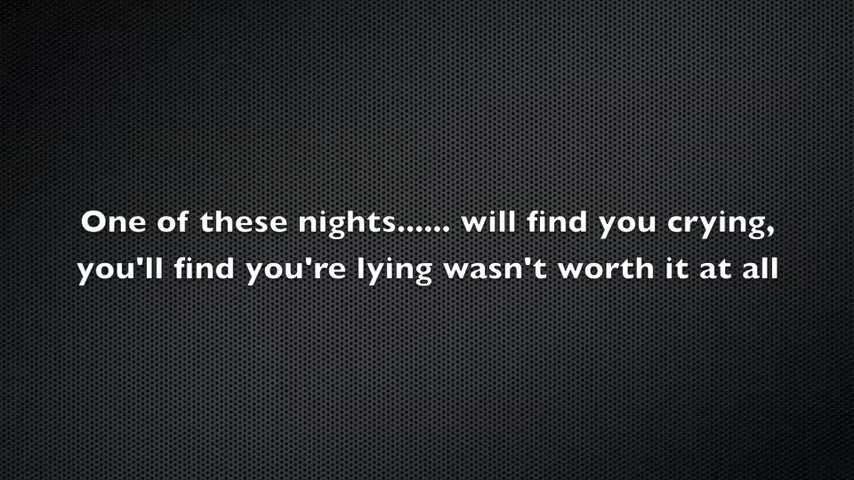 One of these nights...... will find you crying,
you'll find you're lying wasn't worth it at all